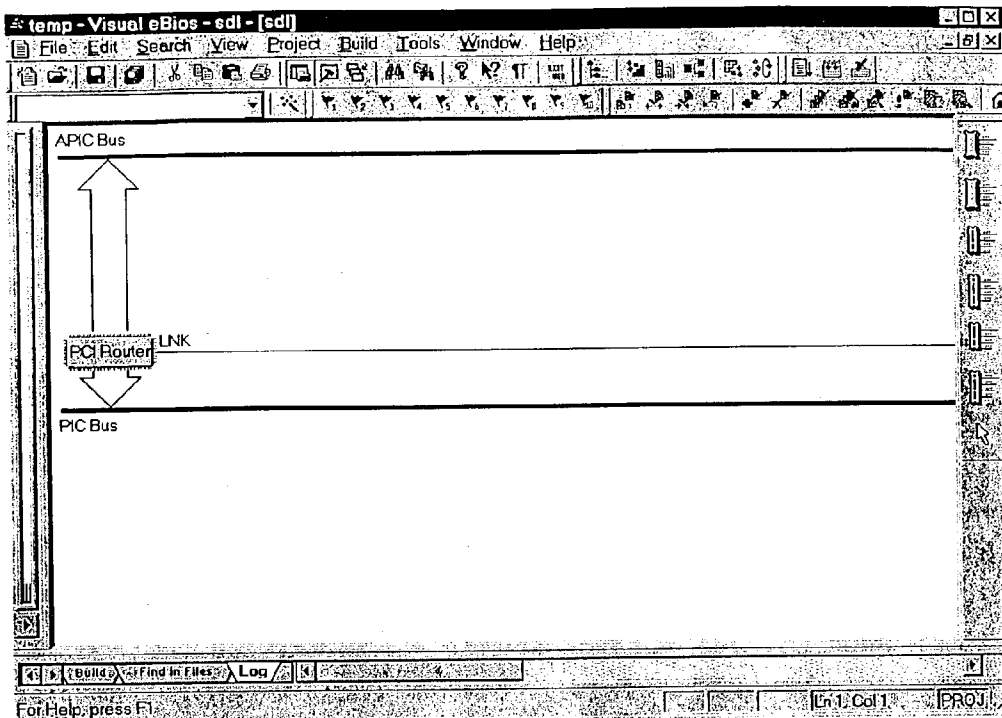 temp - Visual eBios - sdl - [sdl]
File Edit Search View Project Build Tools Window Help
APIC Bus
LNK
PCI Router
PIC Bus
Build Find in Files Log
For Help, press F1
Ln 1, Col 1 PROJ